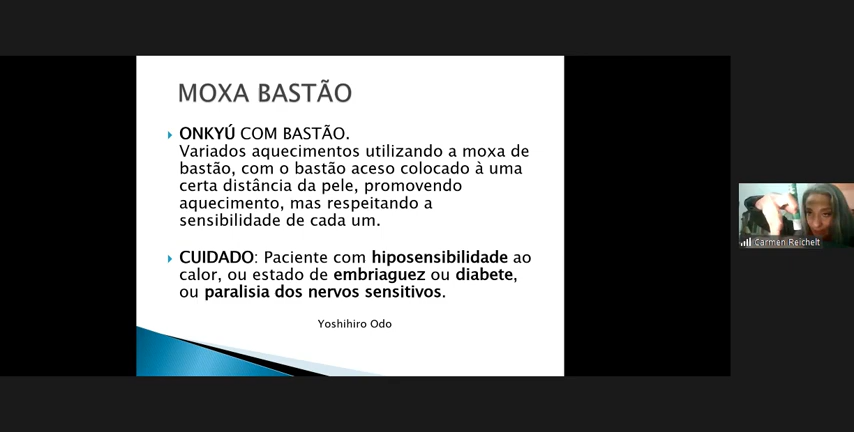 MOXA BASTÃO
ONKYÚ COM BASTÃO.
Variados aquecimentos utilizando a moxa de
bastão, com o bastão aceso colocado à uma
certa distância da pele, promovendo
aquecimento, mas respeitando a
sensibilidade de cada um.
CUIDADO: Paciente com hiposensibilidade ao
calor, ou estado de embriaguez ou diabete,
ou paralisia dos nervos sensitivos.
Yoshihiro Odo
Carmen Reichelt